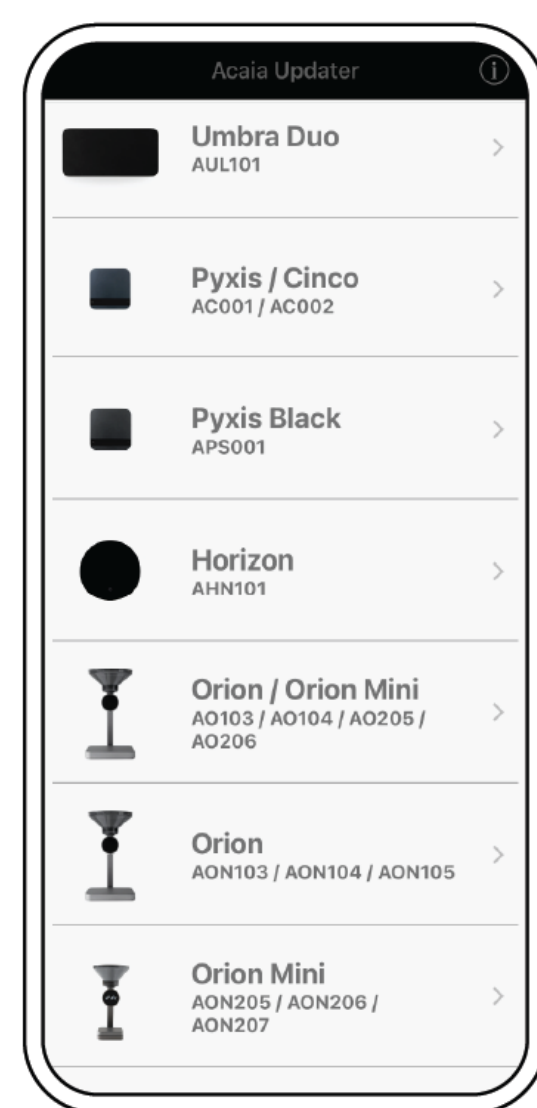 Acaia Updater
Umbra Duo
AUL101
Pyxis / Cinco
AC001 / AC002
Pyxis Black
APS001
Horizon
AHN101
Orion / Orion Mini
AO103 / AO104 / AO205 /
AO206
Orion
AON103 / AON104 / AON105
Orion Mini
AON205 / AON206 /
AON207